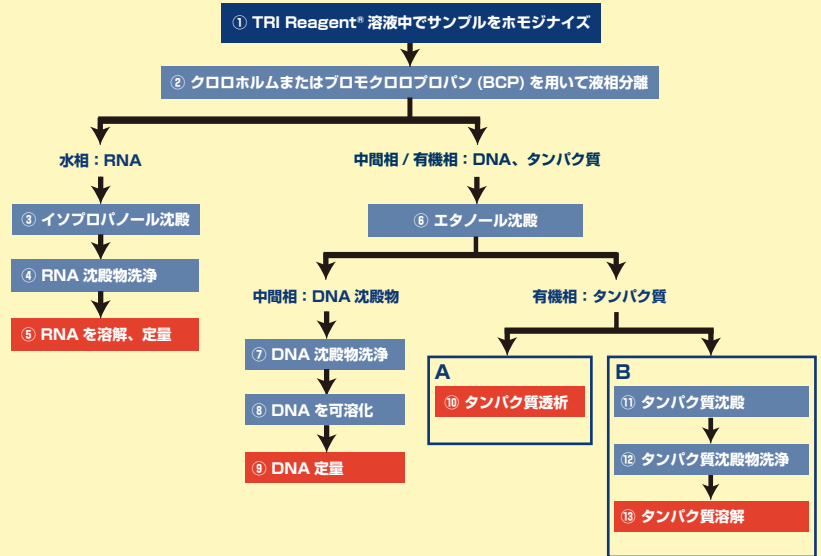 ① TRI Reagent® 溶液中でサンプルをホモジナイズ
② クロロホルムまたはブロモクロロプロパン (BCP) を用いて液相分離
水相：RNA
中間相 / 有機相：DNA、タンパク質
③ イソプロパノール沈殿
⑥ エタノール沈殿
④ RNA 沈殿物洗浄
中間相：DNA 沈殿物
有機相：タンパク質
⑤ RNA を溶解、定量
⑦ DNA 沈殿物洗浄
⑧ DNA を可溶化
⑨ DNA 定量
A
⑩ タンパク質透析
B
⑪ タンパク質沈殿
⑫ タンパク質沈殿物洗浄
⑬ タンパク質溶解